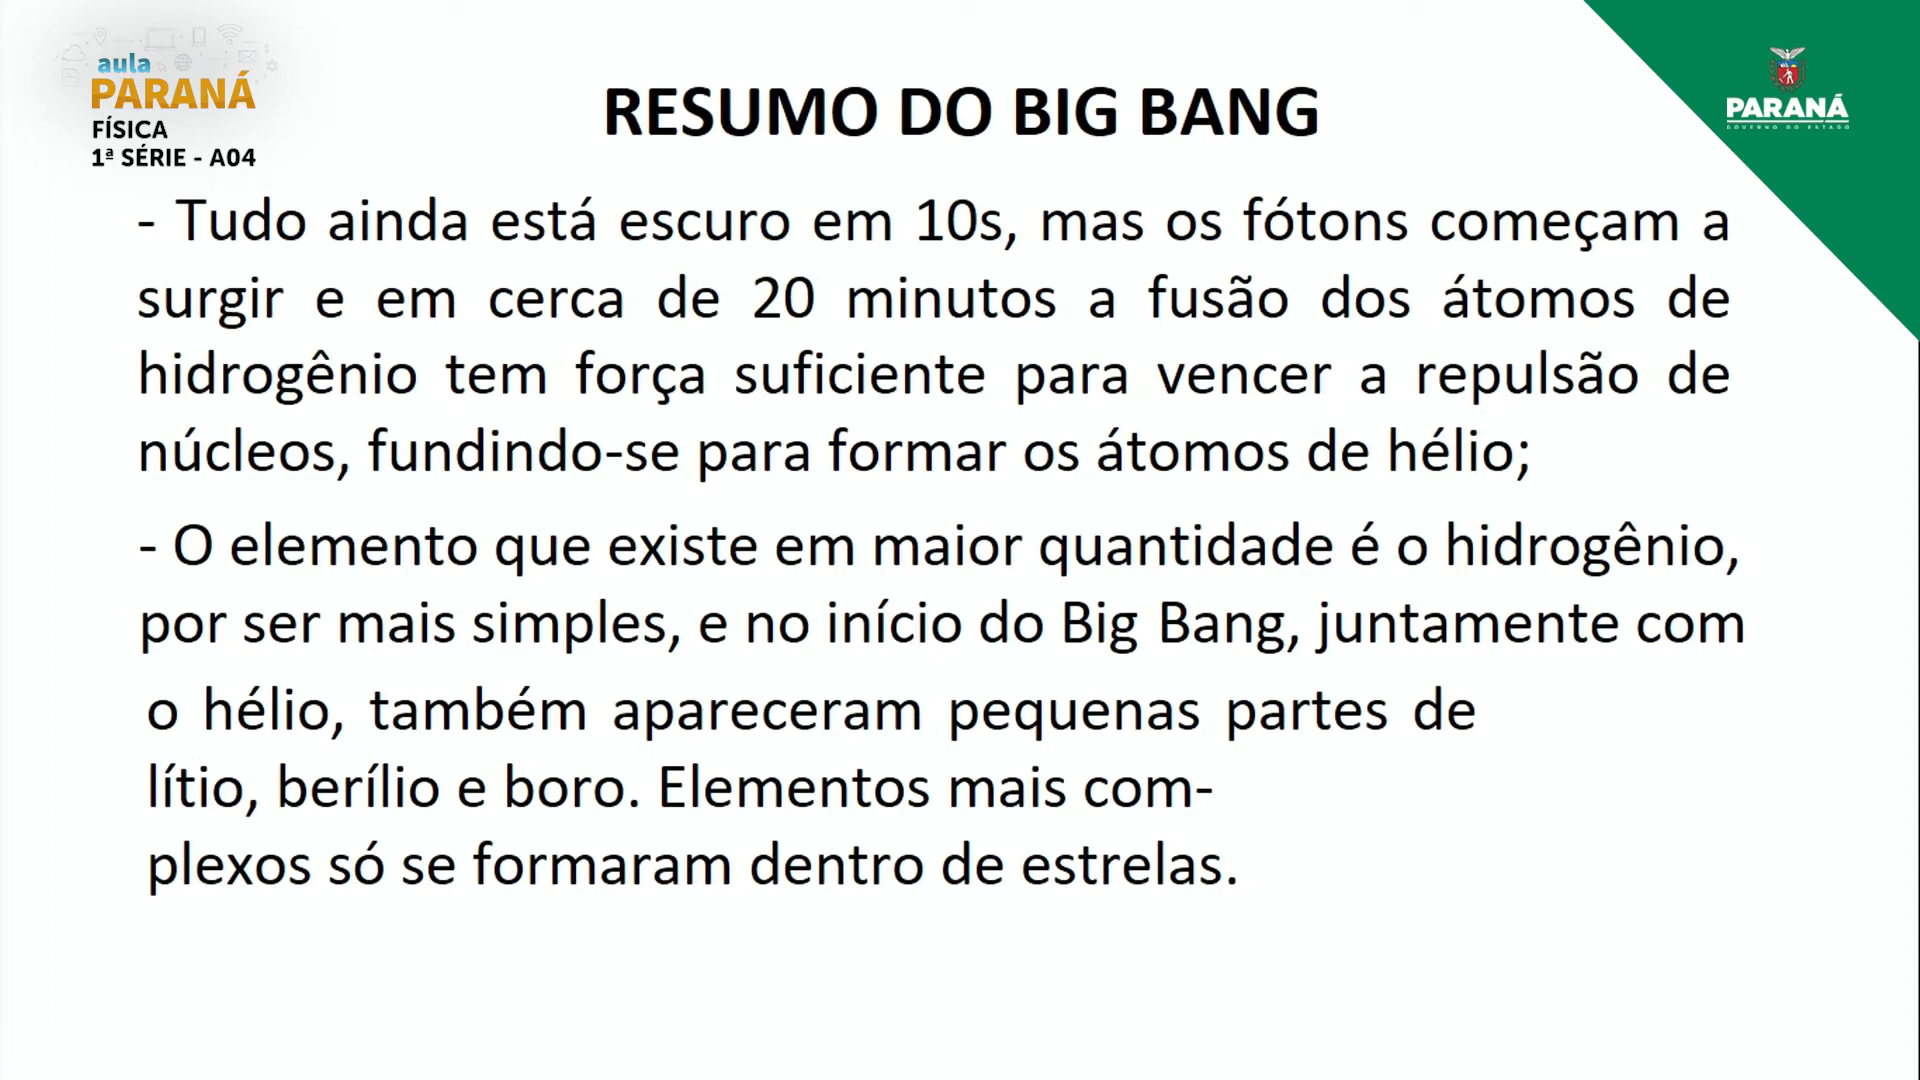 aula
PARANÁ
FÍSICA
1ª SÉRIE - A04
PARANÁ
GOVERNO DO ESTADO
RESUMO DO BIG BANG
- Tudo ainda está escuro em 10s, mas os fótons começam a
surgir e em cerca de 20 minutos a fusão dos átomos de
hidrogênio tem força suficiente para vencer a repulsão de
núcleos, fundindo-se para formar os átomos de hélio;
- O elemento que existe em maior quantidade é o hidrogênio,
por ser mais simples, e no início do Big Bang, juntamente com
o hélio, também apareceram pequenas partes de
lítio, berílio e boro. Elementos mais com-
plexos só se formaram dentro de estrelas.